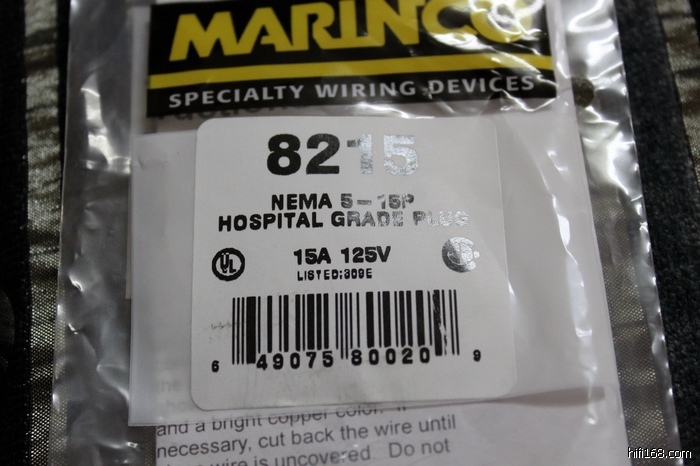 MARINCO
SPECIALTY WIRING DEVICES
8215
NEMA 5-15P
HOSPITAL GRADE PLUG
UL
15A 125V
LISTED:309E
6 49075 80020 9
and a bright copper color. If
necessary, cut back the wire until
wire is uncovered. Do not
hifi168.com